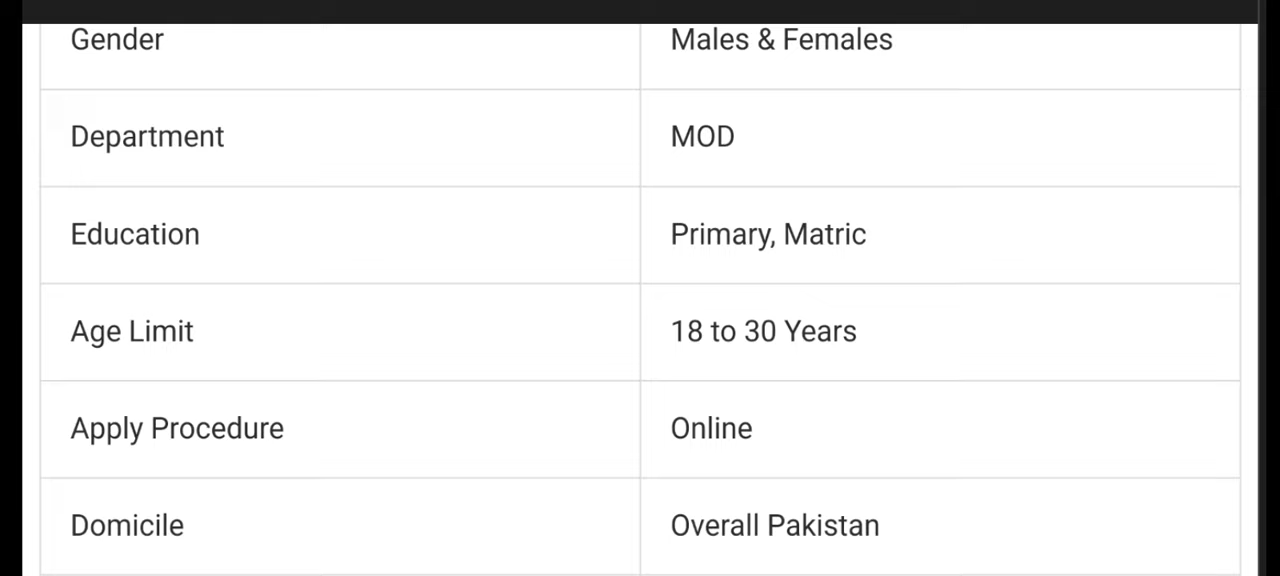 Gender Males & Females
Department MOD
Education Primary, Matric
Age Limit 18 to 30 Years
Apply Procedure Online
Domicile Overall Pakistan